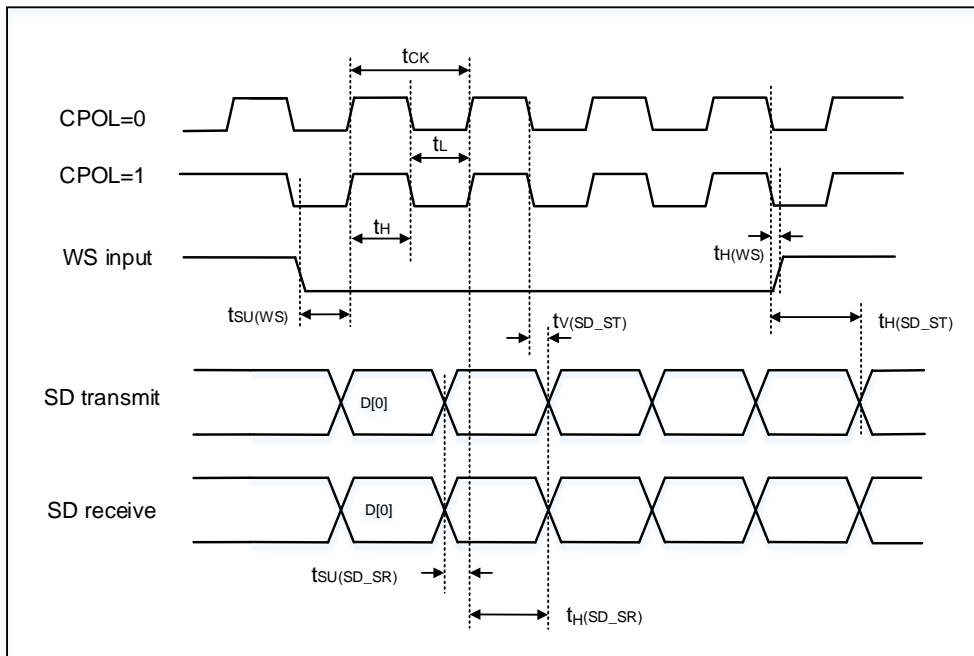 tCK
CPOL=0
tL
CPOL=1
tH
tH(WS)
WS input
tSU(WS)
tV(SD_ST)
tH(SD_ST)
SD transmit
D[0]
SD receive
D[0]
tSU(SD_SR)
tH(SD_SR)